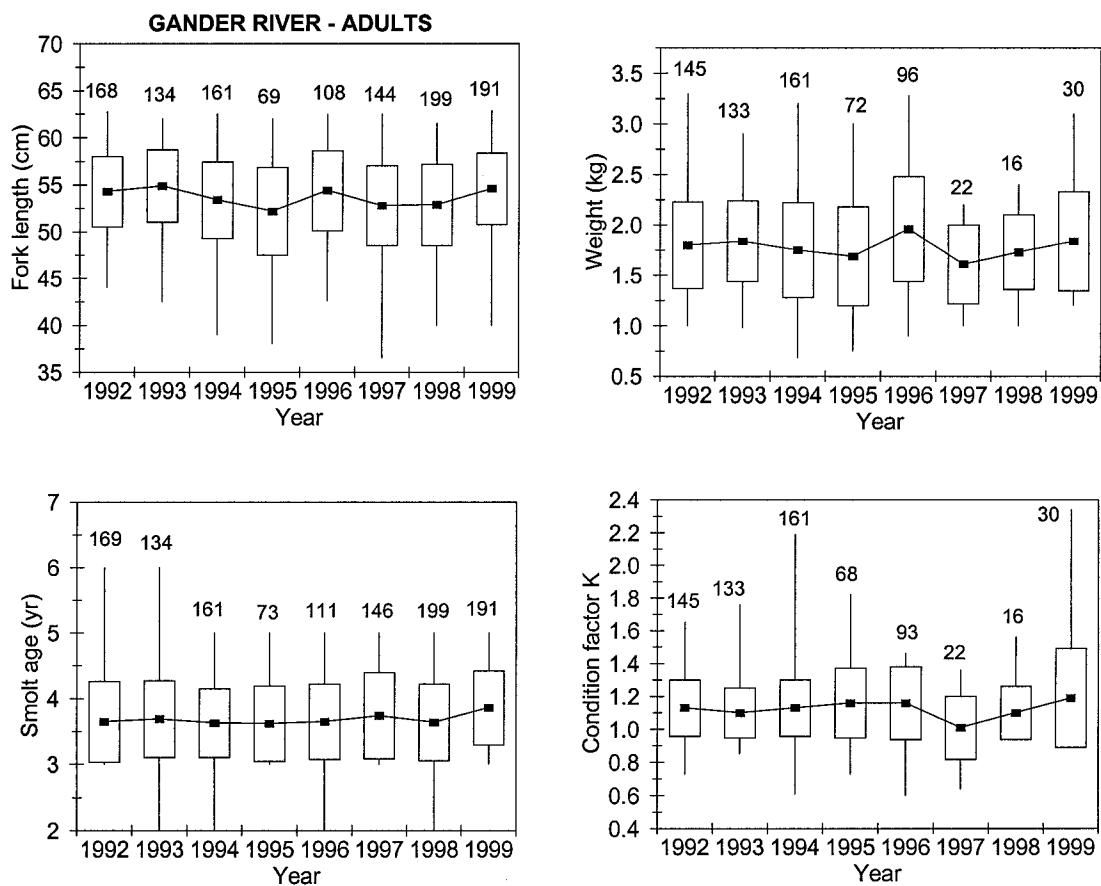 GANDER RIVER - ADULTS
70
65
60
55
50
45
40
35
Fork length (cm)
168 134 161 69 108 144 199 191
1992 1993 1994 1995 1996 1997 1998 1999
Year
3.5
3.0
2.5
2.0
1.5
1.0
0.5
Weight (kg)
145 133 161 72 96 22 16 30
1992 1993 1994 1995 1996 1997 1998 1999
Year
7
6
5
4
3
2
Smolt age (yr)
169 134 161 73 111 146 199 191
1992 1993 1994 1995 1996 1997 1998 1999
Year
2.4
2.2
2.0
1.8
1.6
1.4
1.2
1.0
0.8
0.6
0.4
Condition factor K
145 133 161 68 93 22 16 30
1992 1993 1994 1995 1996 1997 1998 1999
Year